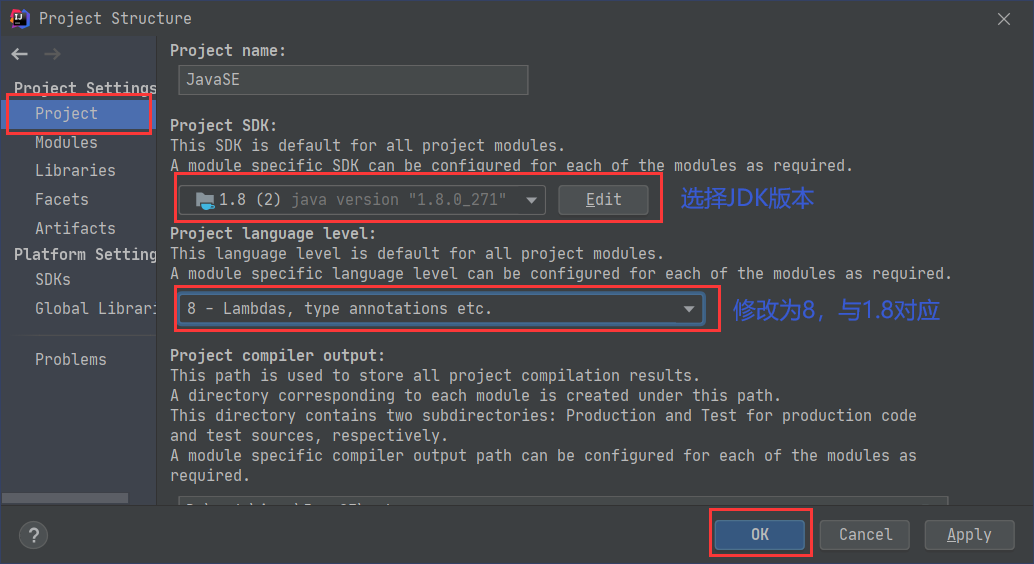 Project Structure
Project Settings
Project
Modules
Libraries
Facets
Artifacts
Platform Setting
SDKs
Global Librari
Problems
Project name:
JavaSE
Project SDK:
This SDK is default for all project modules.
A module specific SDK can be configured for each of the modules as required.
1.8 (2) java version "1.8.0_271"
Edit
选择JDK版本
Project language level:
This language level is default for all project modules.
A module specific language level can be configured for each of the modules as required.
8 - Lambdas, type annotations etc.
修改为8，与1.8对应
Project compiler output:
This path is used to store all project compilation results.
A directory corresponding to each module is created under this path.
This directory contains two subdirectories: Production and Test for production code
and test sources, respectively.
A module specific compiler output path can be configured for each of the modules as
required.
?
OK
Cancel
Apply